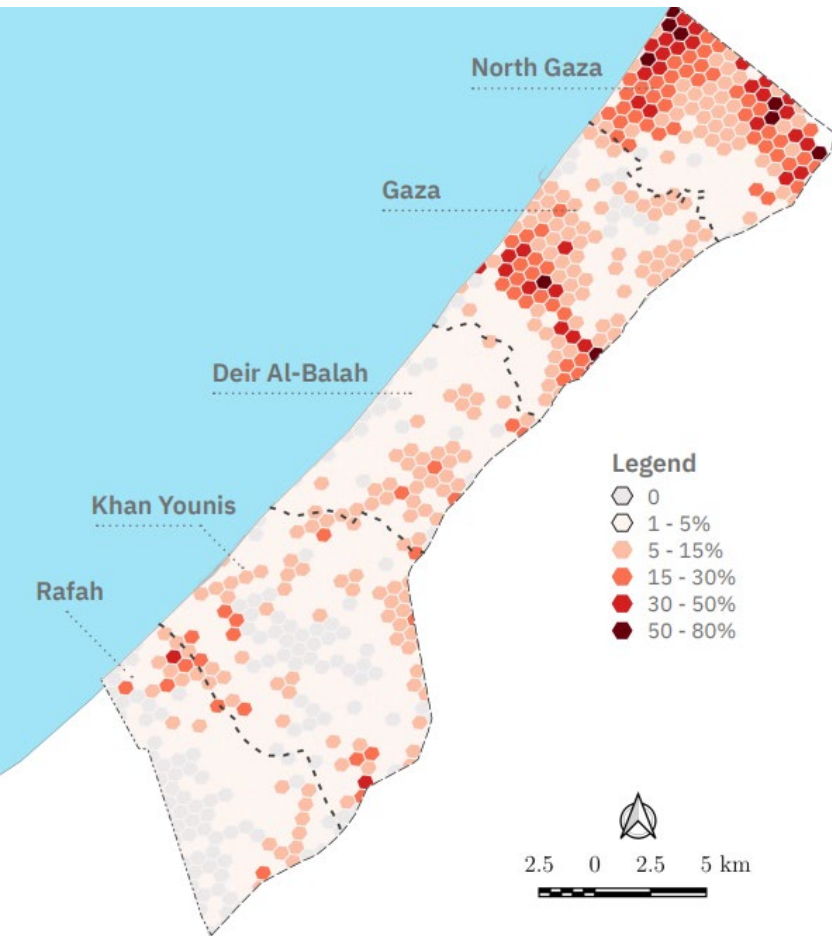 North Gaza
Gaza
Deir Al-Balah
Khan Younis
Rafah
Legend
0
1 - 5%
5 - 15%
15 - 30%
30 - 50%
50 - 80%
2.5 0 2.5 5 km